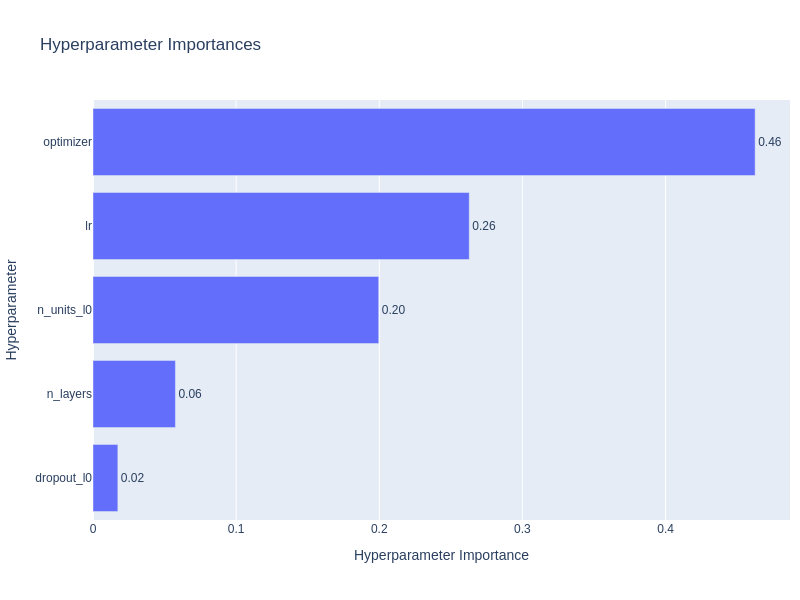 Hyperparameter Importances
Hyperparameter
optimizer 0.46
lr 0.26
n_units_l0 0.20
n_layers 0.06
dropout_l0 0.02
0 0.1 0.2 0.3 0.4
Hyperparameter Importance